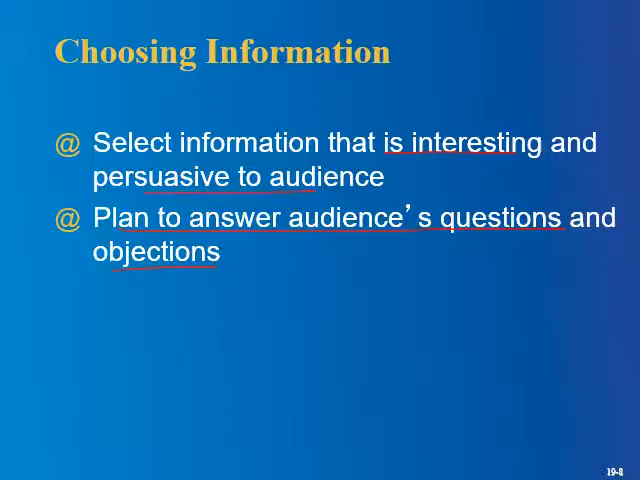 Choosing Information
@ Select information that is interesting and
persuasive to audience
@ Plan to answer audience’s questions and
objections
19-8